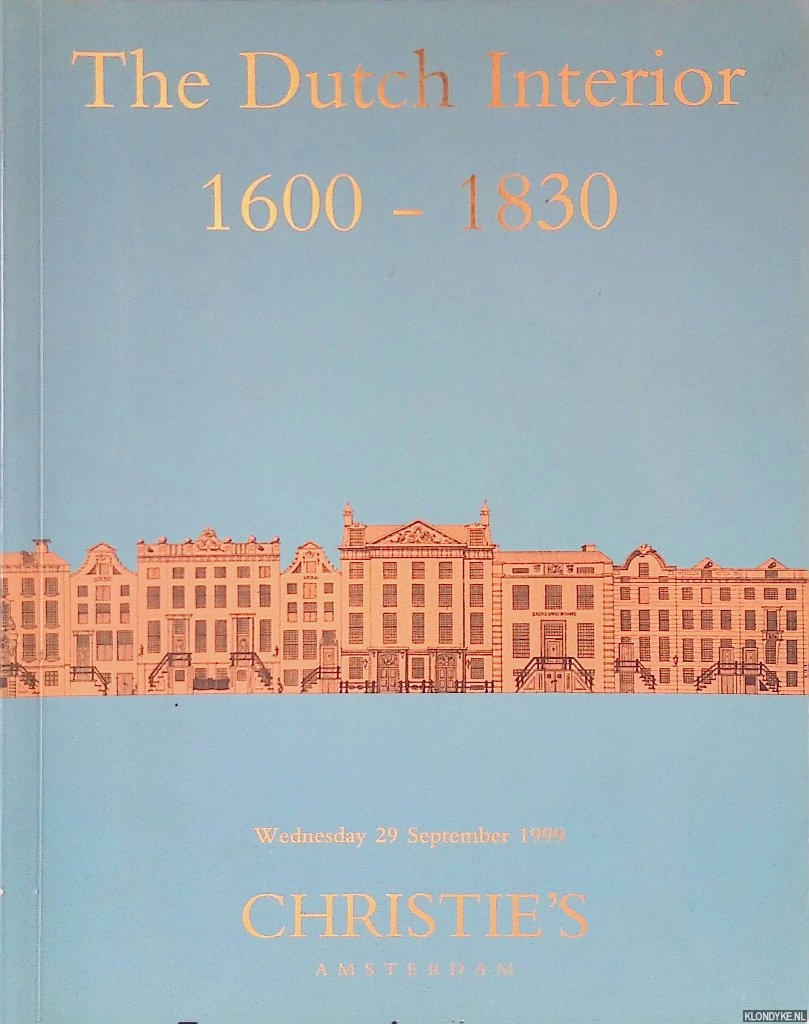 The Dutch Interior
1600 – 1830
Wednesday 29 September 1999
CHRISTIE'S
AMSTERDAM
KLONDYKE.NL